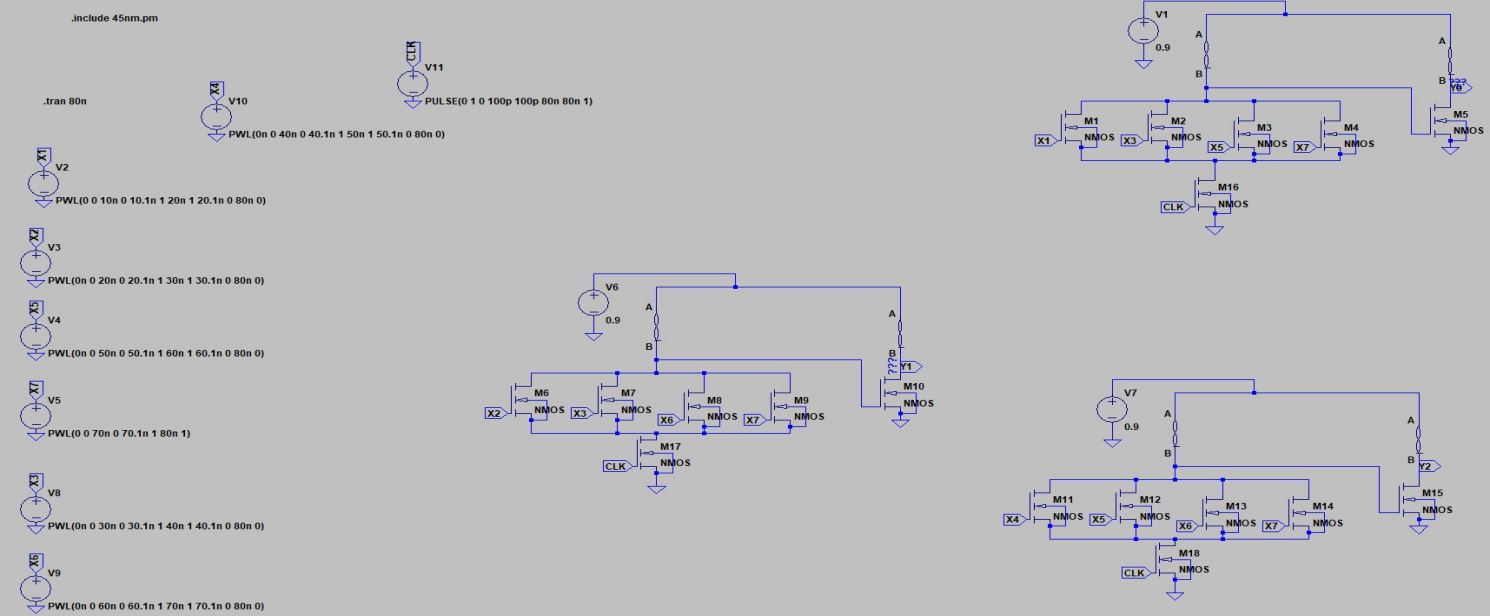 .include 45nm.pm
.tran 80n
X4
V10
PWL(0n 0 40n 0 40.1n 1 50n 1 50.1n 0 80n 0)
CLK
V11
PULSE(0 1 0 100p 100p 80n 80n 1)
X1
V2
PWL(0 0 10n 0 10.1n 1 20n 1 20.1n 0 80n 0)
X2
V3
PWL(0n 0 20n 0 20.1n 1 30n 1 30.1n 0 80n 0)
X5
V4
PWL(0n 0 50n 0 50.1n 1 60n 1 60.1n 0 80n 0)
X7
V5
PWL(0 0 70n 0 70.1n 1 80n 1)
X3
V8
PWL(0n 0 30n 0 30.1n 1 40n 1 40.1n 0 80n 0)
X6
V9
PWL(0n 0 60n 0 60.1n 1 70n 1 70.1n 0 80n 0)
V1
0.9
A
B
A
B
???
Y0
M1
NMOS
X1
M2
NMOS
X3
M3
NMOS
X5
M4
NMOS
X7
M5
NMOS
M16
NMOS
CLK
V6
0.9
A
B
A
B
???
Y1
M6
NMOS
X2
M7
NMOS
X3
M8
NMOS
X6
M9
NMOS
X7
M10
NMOS
M17
NMOS
CLK
V7
0.9
A
B
A
B
Y2
M11
NMOS
X4
M12
NMOS
X5
M13
NMOS
X6
M14
NMOS
X7
M15
NMOS
M18
NMOS
CLK